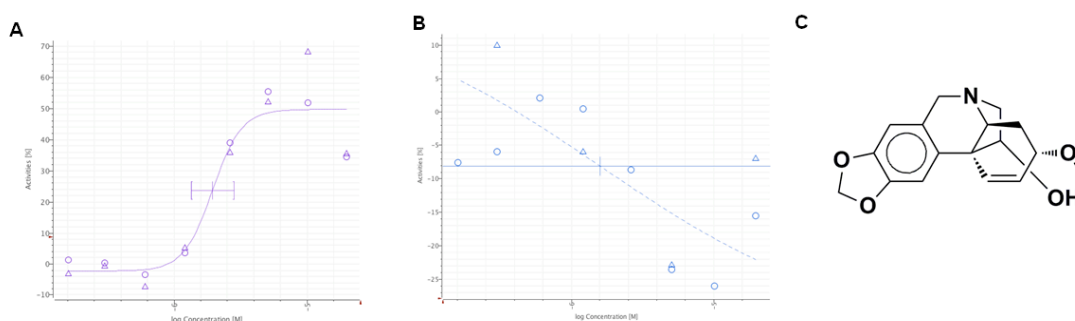 A
B
C
70
60
50
40
30
20
10
0
-10
Activities [%]
log Concentration [M]
10
5
0
-5
-10
-15
-20
-25
Activities [%]
log Concentration [M]
N
O
O
O
OH